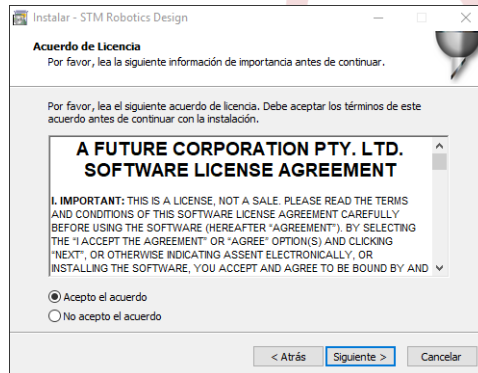 Instalar - STM Robotics Design
Acuerdo de Licencia
Por favor, lea la siguiente información de importancia antes de continuar.
Por favor, lea el siguiente acuerdo de licencia. Debe aceptar los términos de este
acuerdo antes de continuar con la instalación.
A FUTURE CORPORATION PTY. LTD.
SOFTWARE LICENSE AGREEMENT
I. IMPORTANT: THIS IS A LICENSE, NOT A SALE. PLEASE READ THE TERMS
AND CONDITIONS OF THIS SOFTWARE LICENSE AGREEMENT CAREFULLY
BEFORE USING THE SOFTWARE (HEREAFTER “AGREEMENT”). BY SELECTING
THE “I ACCEPT THE AGREEMENT” OR “AGREE” OPTION(S) AND CLICKING
“NEXT”, OR OTHERWISE INDICATING ASSENT ELECTRONICALLY, OR
INSTALLING THE SOFTWARE, YOU ACCEPT AND AGREE TO BE BOUND BY AND
Acepto el acuerdo
No acepto el acuerdo
< Atrás Siguiente > Cancelar